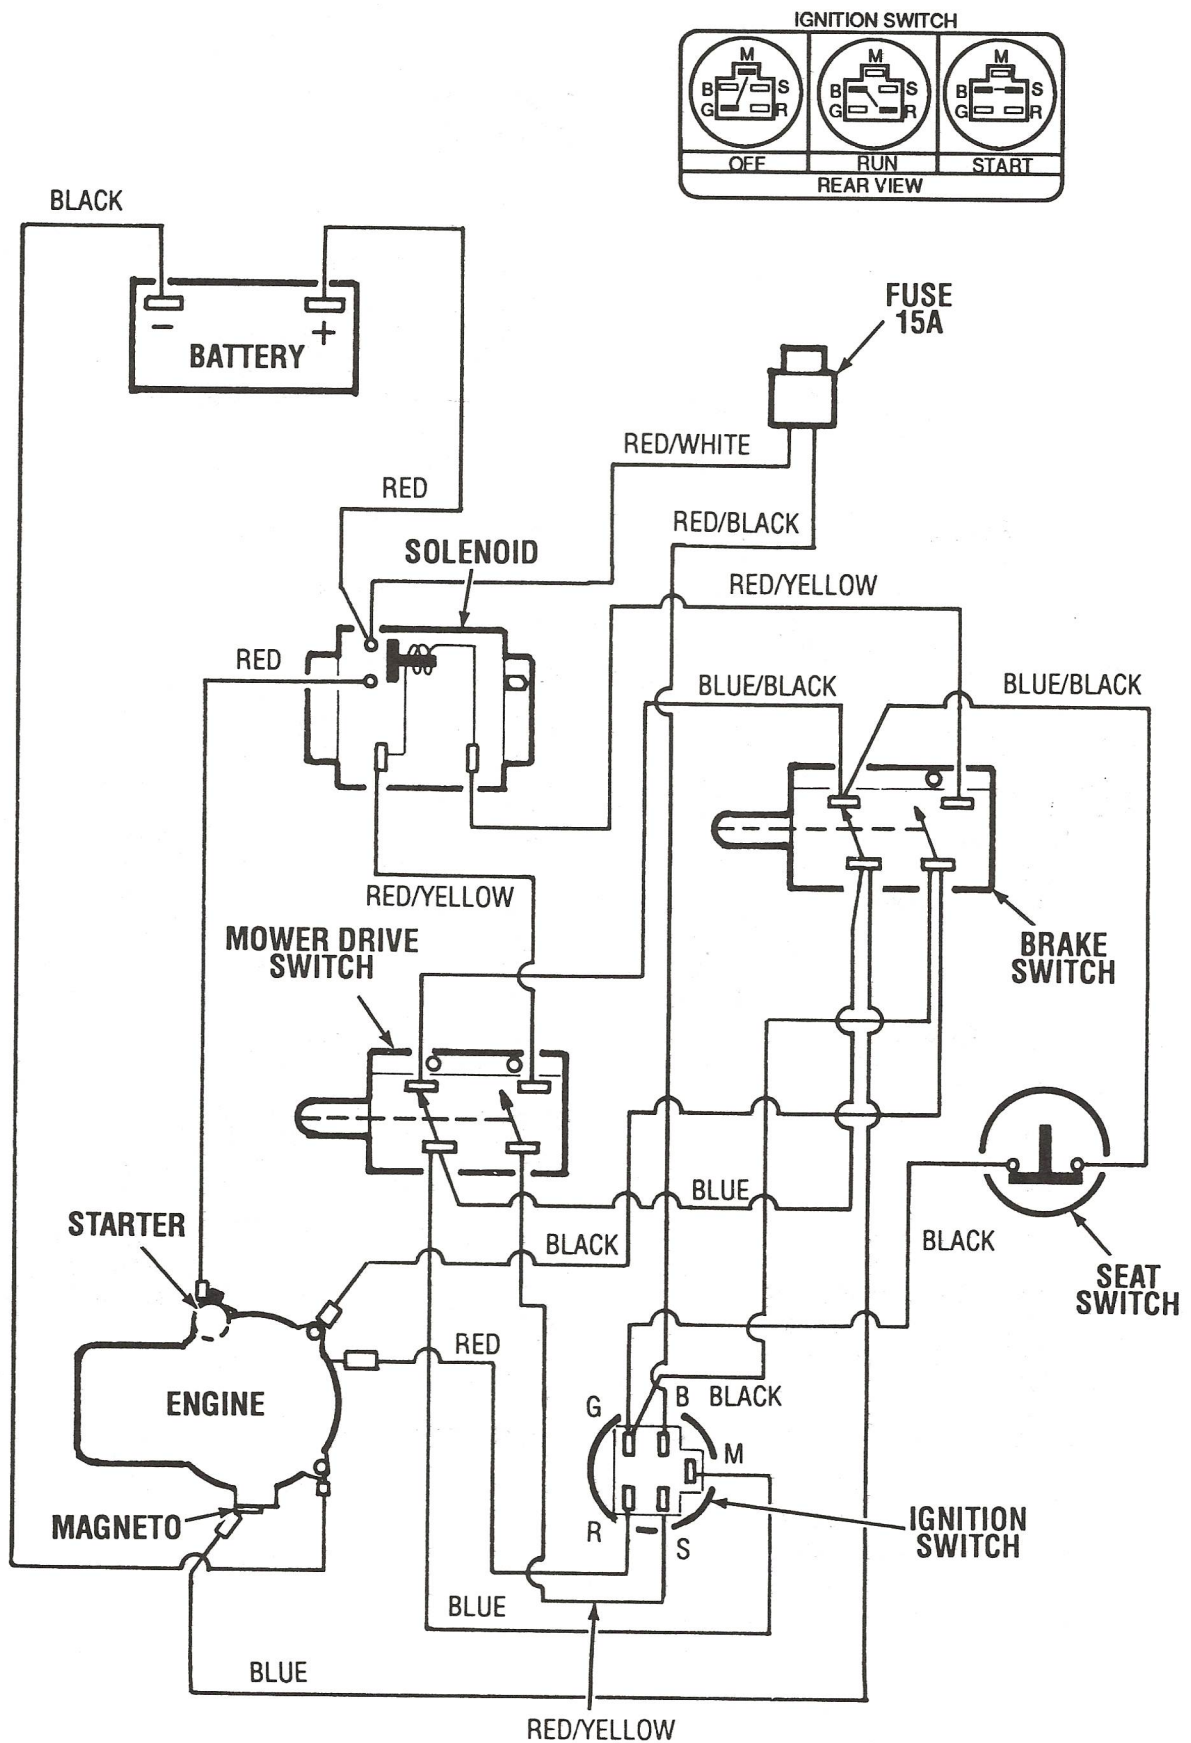 IGNITION SWITCH
M
B
S
G
R
M
B
S
G
R
M
B
S
G
R
OFF
RUN
START
REAR VIEW
BLACK
BATTERY
−
+
FUSE
15A
RED/WHITE
RED
RED/BLACK
SOLENOID
RED/YELLOW
RED
BLUE/BLACK
BLUE/BLACK
RED/YELLOW
MOWER DRIVE
SWITCH
BRAKE
SWITCH
BLUE
STARTER
BLACK
BLACK
SEAT
SWITCH
RED
ENGINE
G
B
BLACK
M
MAGNETO
R
S
IGNITION
SWITCH
BLUE
BLUE
RED/YELLOW